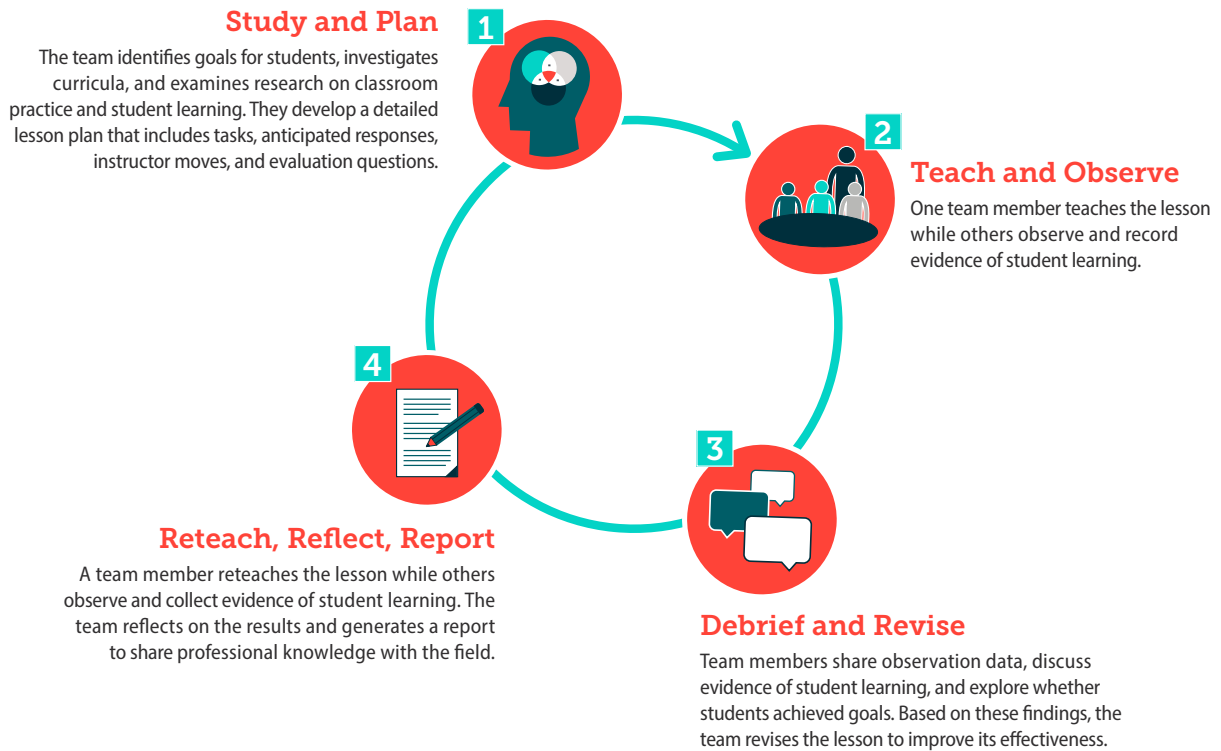 1
Study and Plan
The team identifies goals for students, investigates
curricula, and examines research on classroom
practice and student learning. They develop a detailed
lesson plan that includes tasks, anticipated responses,
instructor moves, and evaluation questions.
2
Teach and Observe
One team member teaches the lesson
while others observe and record
evidence of student learning.
3
Debrief and Revise
Team members share observation data, discuss
evidence of student learning, and explore whether
students achieved goals. Based on these findings, the
team revises the lesson to improve its effectiveness.
4
Reteach, Reflect, Report
A team member reteaches the lesson while others
observe and collect evidence of student learning. The
team reflects on the results and generates a report
to share professional knowledge with the field.